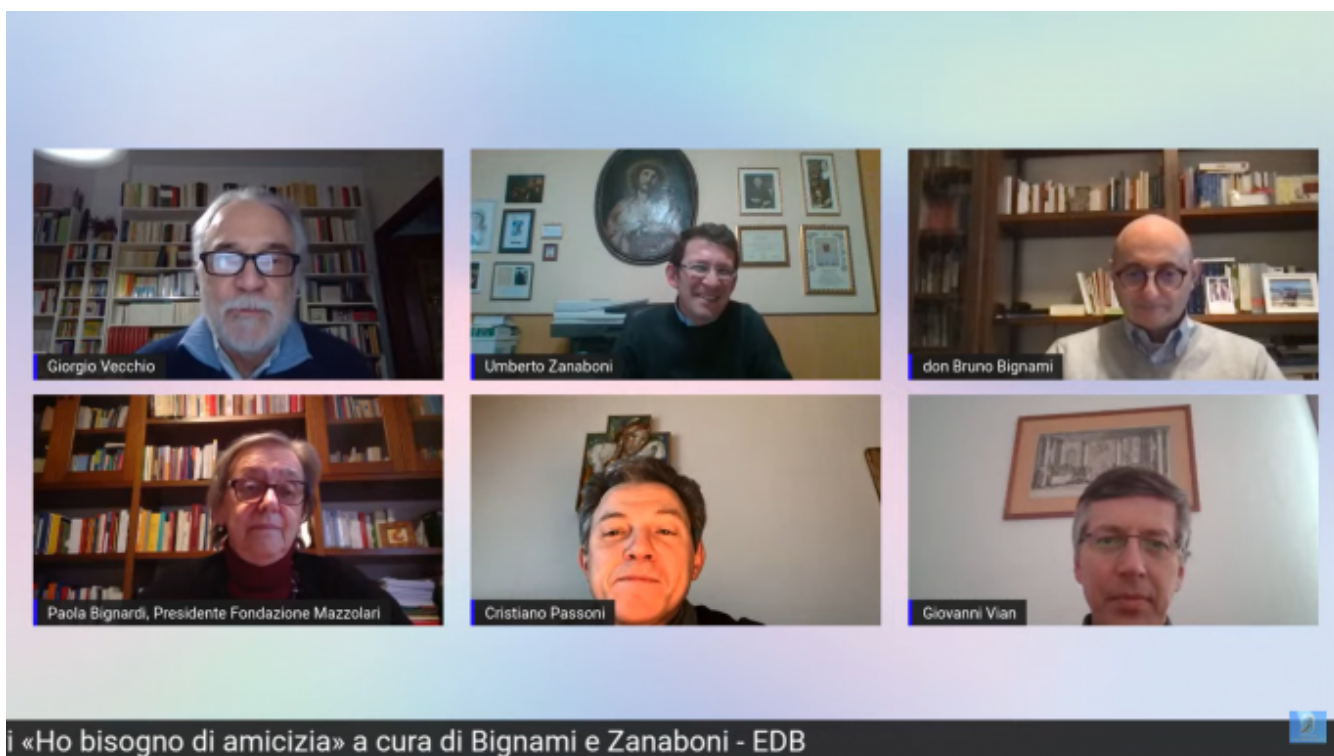 Giorgio Vecchio
Umberto Zanaboni
don Bruno Bignami
Paola Bignardi, Presidente Fondazione Mazzolari
Cristiano Passoni
Giovanni Vian
i «Ho bisogno di amicizia» a cura di Bignami e Zanaboni - EDB